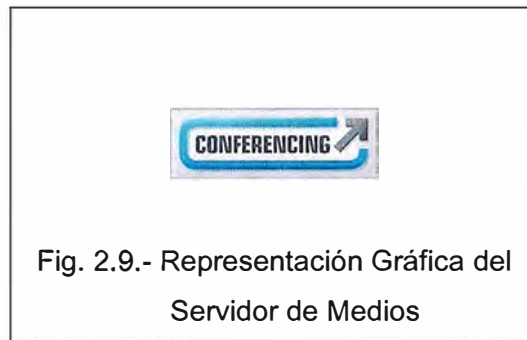 CONFERENCING
Fig. 2.9.- Representación Gráfica del
Servidor de Medios